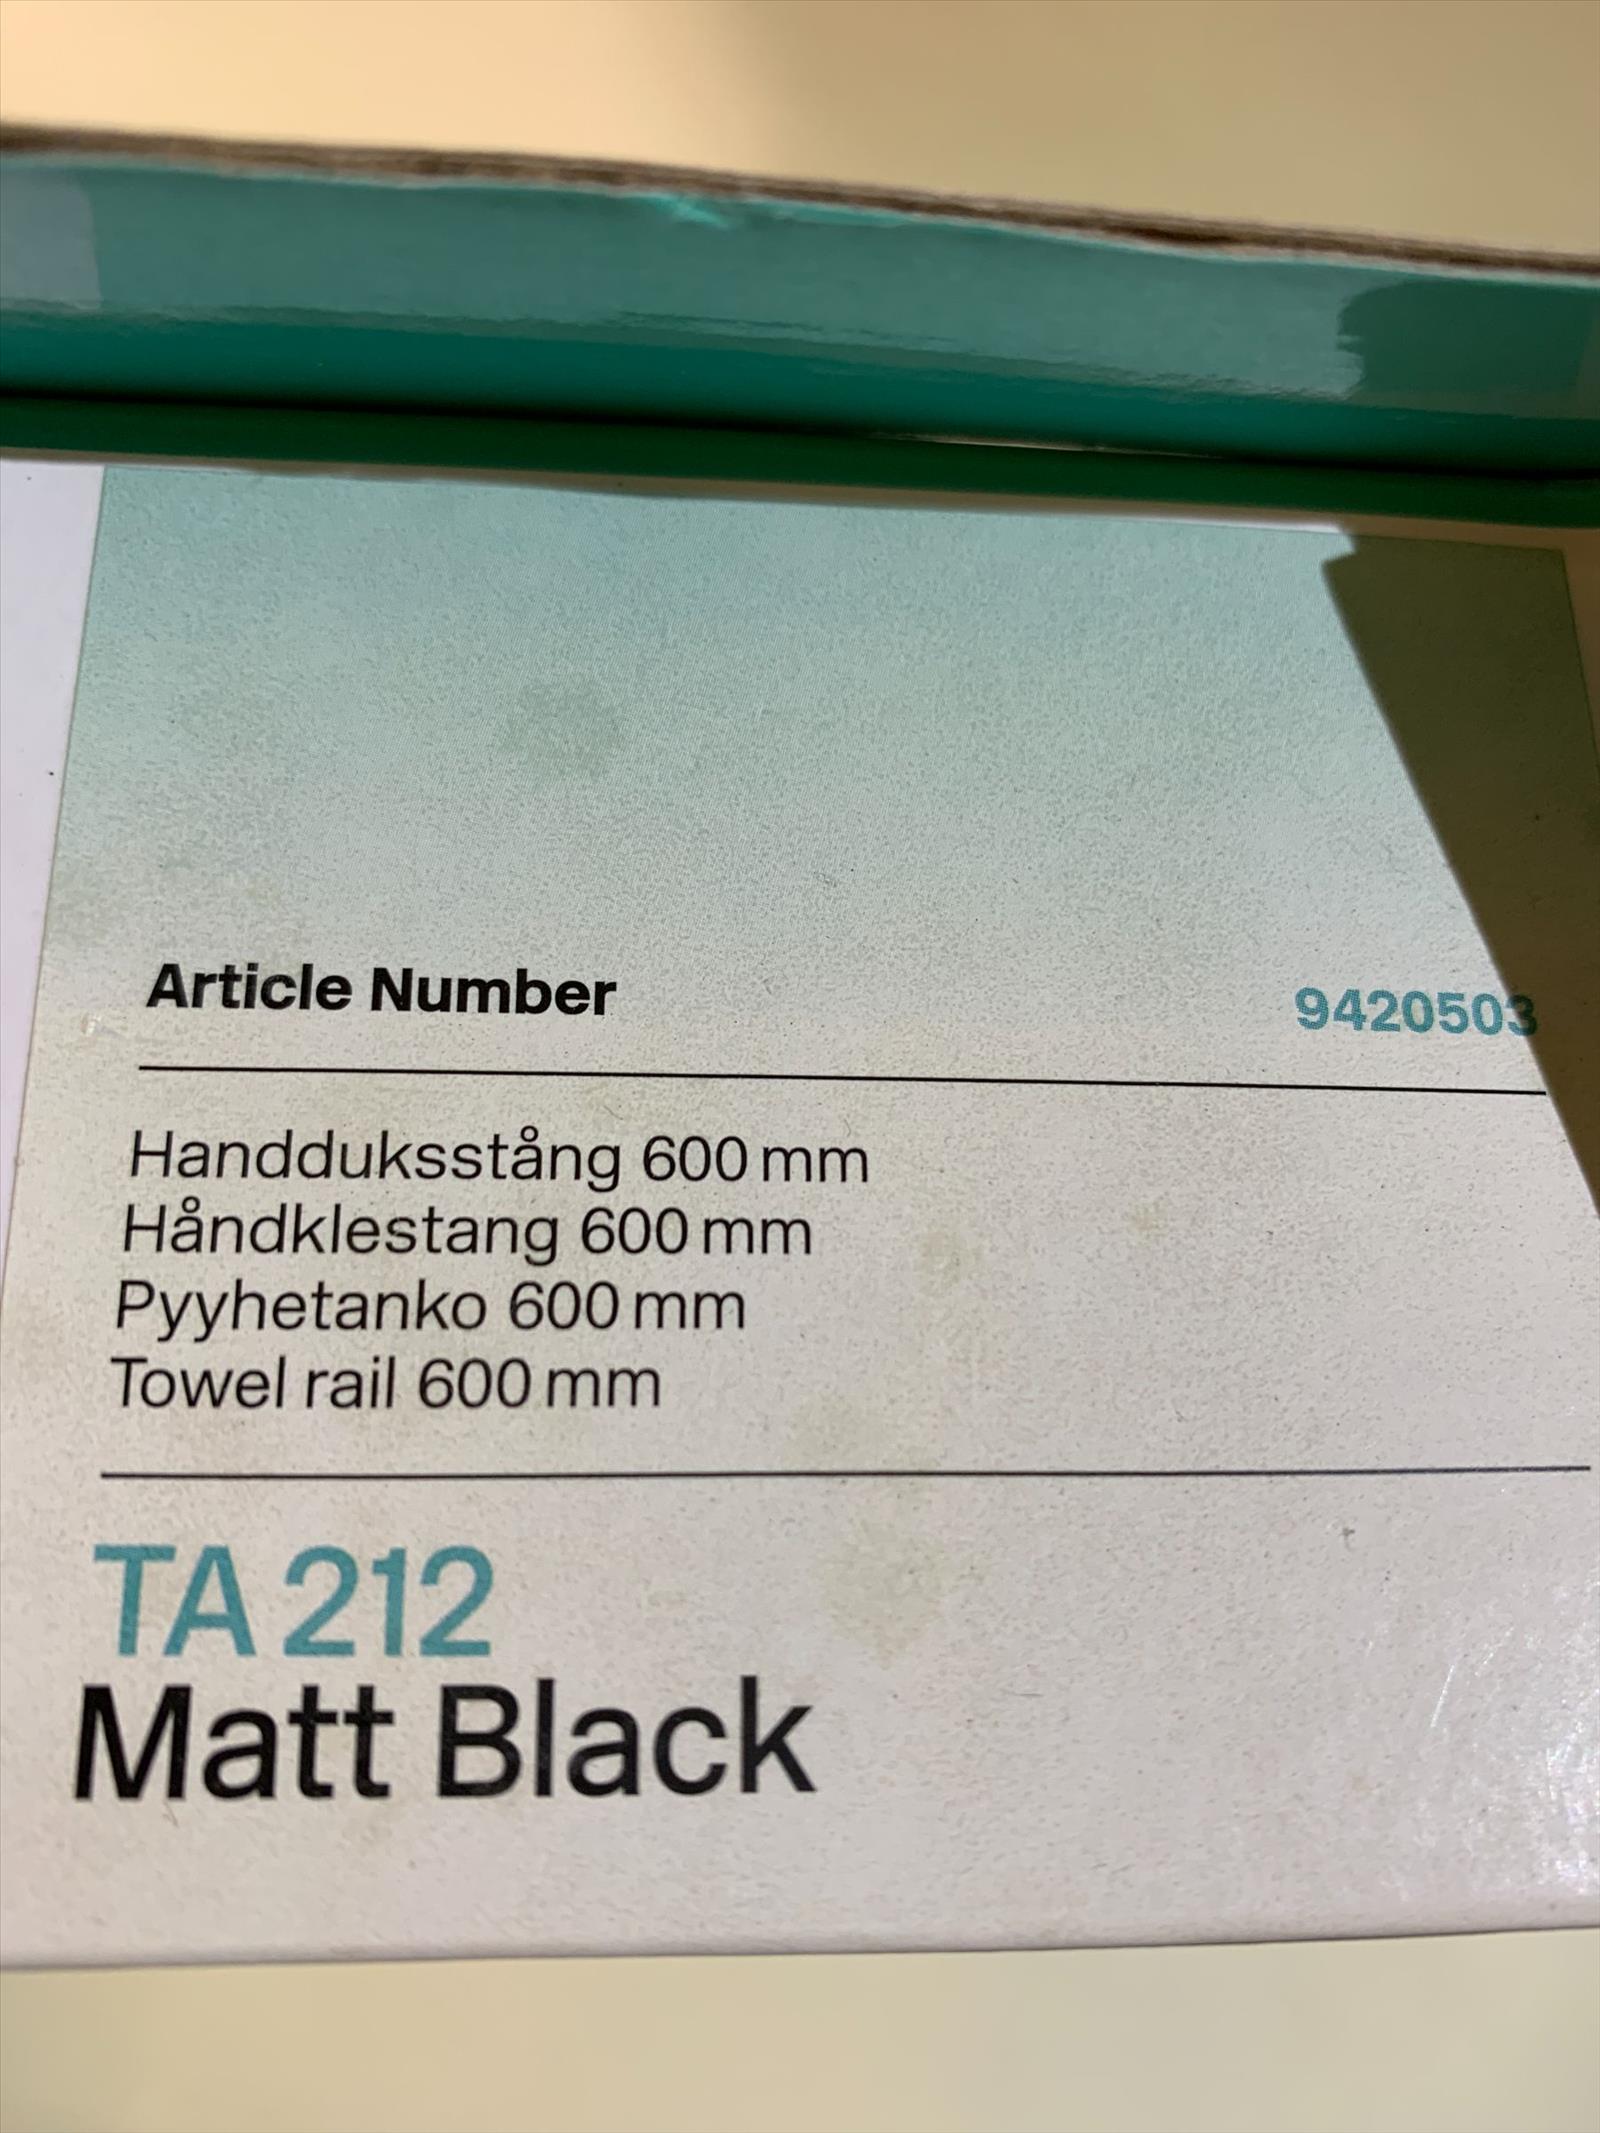 Article Number 9420503
Handduksstång 600 mm
Håndklestang 600 mm
Pyyhetanko 600 mm
Towel rail 600 mm
TA 212
Matt Black